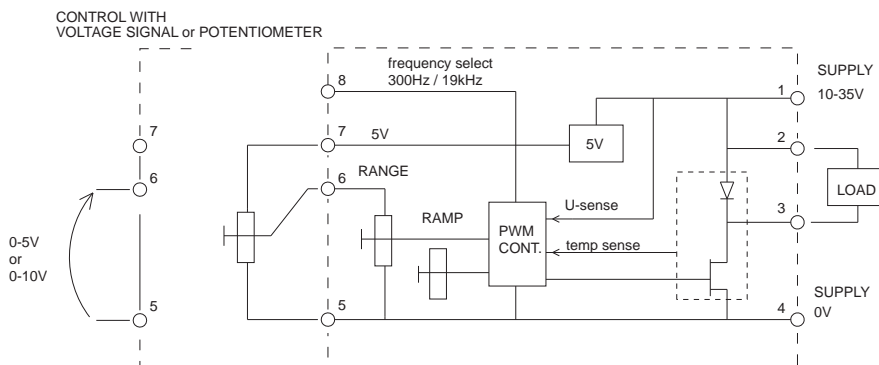 CONTROL WITH
VOLTAGE SIGNAL or POTENTIOMETER
8
frequency select
300Hz / 19kHz
1
SUPPLY
10-35V
7
7
5V
5V
2
6
6
RANGE
LOAD
U-sense
3
RAMP
PWM
CONT.
temp sense
0-5V
or
0-10V
5
5
4
SUPPLY
0V